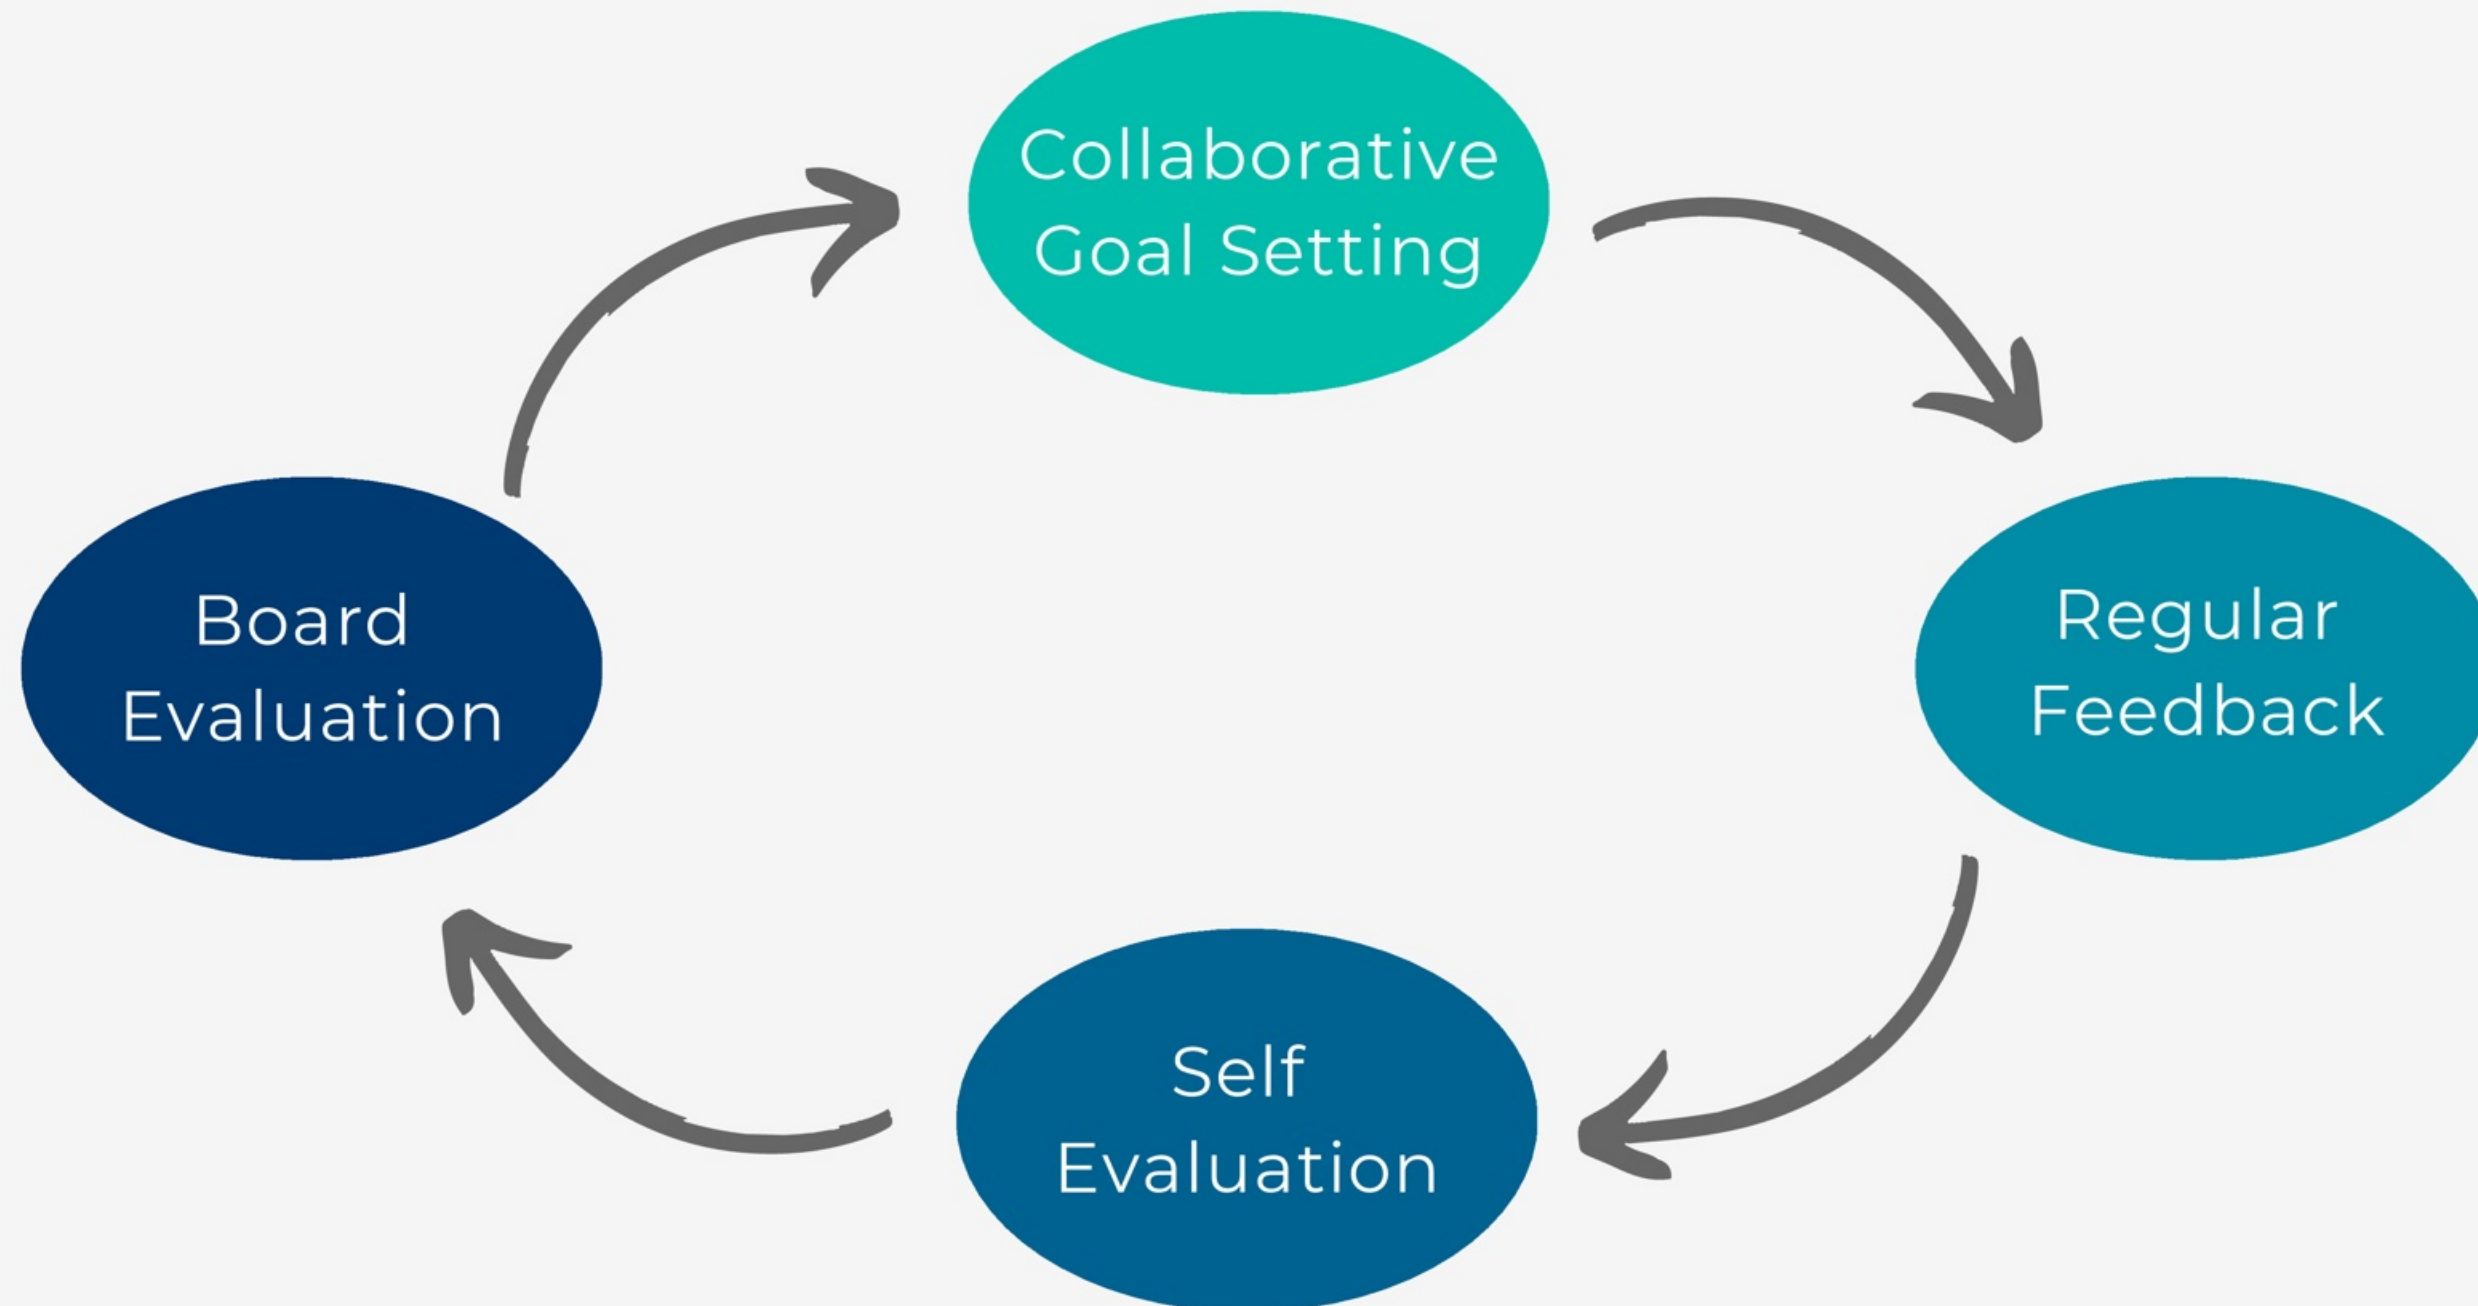 Collaborative
Goal Setting
Regular
Feedback
Self
Evaluation
Board
Evaluation